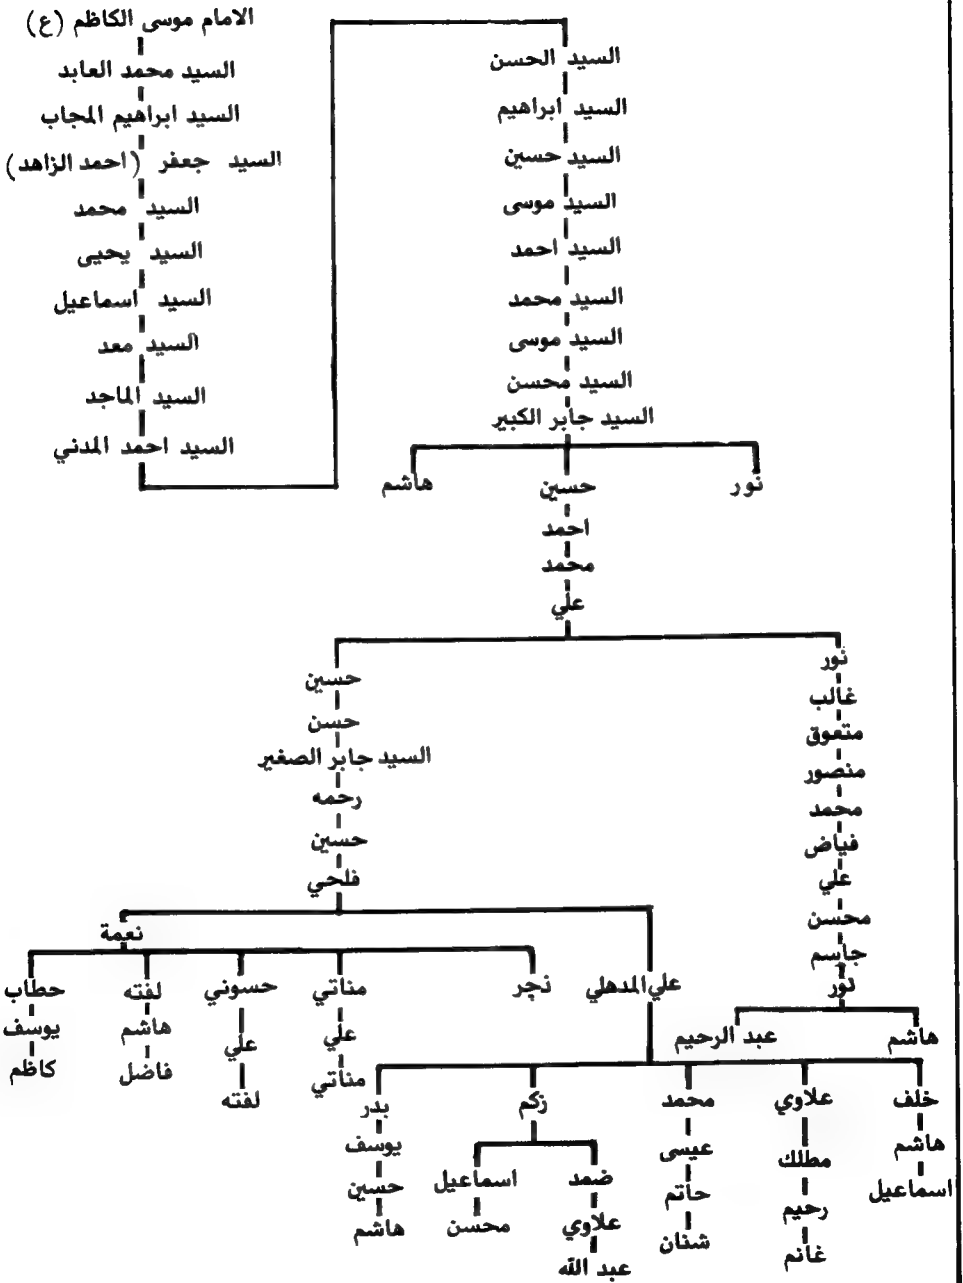 الامام موسى الكاظم (ع)
السيد محمد العابد
السيد ابراهيم المجاب
السيد جعفر (احمد الزاهد)
السيد محمد
السيد يحيى
السيد اسماعيل
السيد معد
السيد الماجد
السيد احمد المدني
السيد الحسن
السيد ابراهيم
السيد حسين
السيد موسى
السيد احمد
السيد محمد
السيد موسى
السيد محسن
السيد جابر الكبير
نور
حسين
هاشم
احمد
محمد
علي
نور
غالب
متعوق
منصور
محمد
فياض
علي
محسن
جاسم
نور
هاشم
عبد الرحيم
حسين
حسن
السيد جابر الصغير
رحمه
حسين
فلحي
علي المدهلي
نعمة
نجر
مناتي
علي
مناتي
حسوني
علي
لفته
لفته
هاشم
فاضل
حطاب
يوسف
كاظم
خلف
هاشم
اسماعيل
علاوي
مطلك
رحيم
غانم
محمد
عيسى
حاتم
شنان
زكم
ضمد
علاوي
عبد الله
اسماعيل
محسن
بدر
يوسف
حسين
هاشم